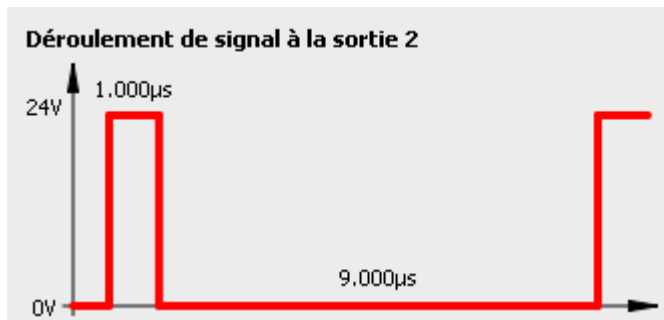 Déroulement de signal à la sortie 2
1.000µs
24V
9.000µs
0V